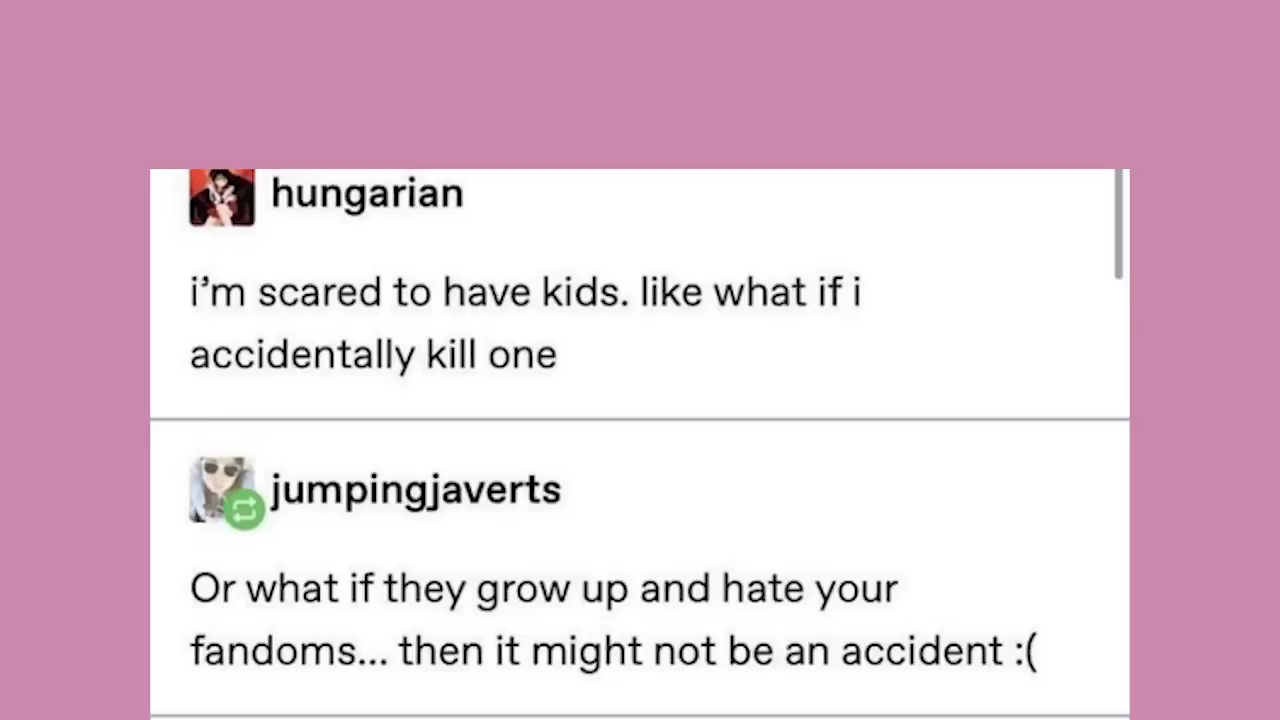 hungarian
i’m scared to have kids. like what if i
accidentally kill one
jumpingjaverts
Or what if they grow up and hate your
fandoms... then it might not be an accident :(